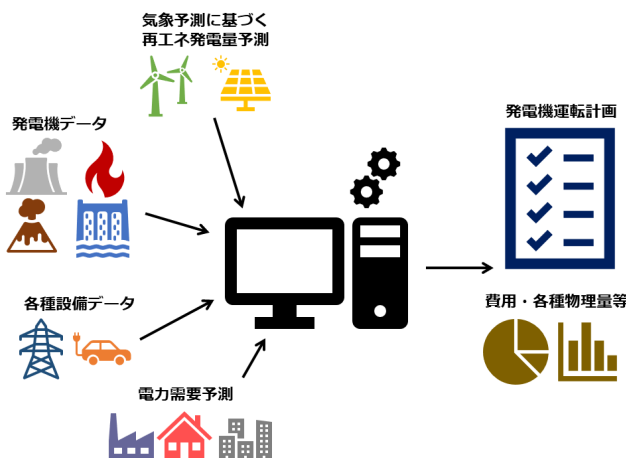 気象予測に基づく
再エネ発電量予測
発電機データ
発電機運転計画
各種設備データ
費用・各種物理量等
電力需要予測